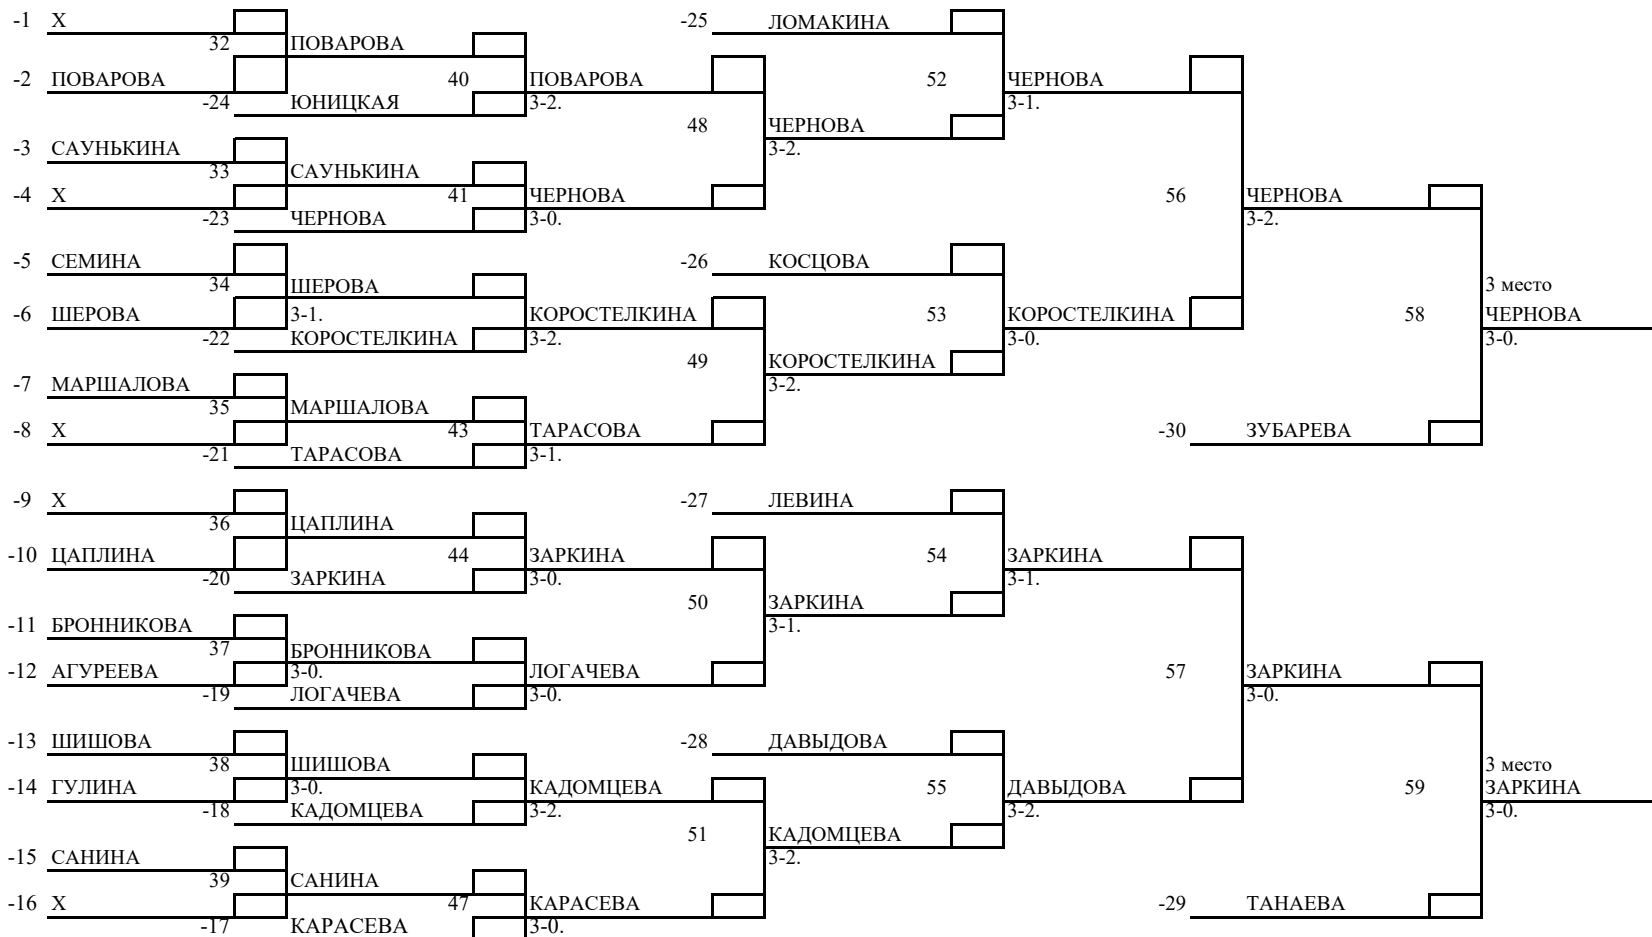 -1 X -25 ЛОМАКИНА
32 ПОВАРОВА
-2 ПОВАРОВА 40 ПОВАРОВА 52 ЧЕРНОВА
-24 ЮНИЦКАЯ 3-2. 3-1.
48 ЧЕРНОВА
-3 САУНЬКИНА 3-2.
33 САУНЬКИНА
-4 X 41 ЧЕРНОВА 56 ЧЕРНОВА
-23 ЧЕРНОВА 3-0. 3-2.
-5 СЕМИНА -26 КОСЦОВА
34 ШЕРОВА 3 место
-6 ШЕРОВА 3-1. КОРОСТЕЛКИНА 53 КОРОСТЕЛКИНА 58 ЧЕРНОВА
-22 КОРОСТЕЛКИНА 3-2. 3-0. 3-0.
49 КОРОСТЕЛКИНА
-7 МАРШАЛОВА 3-2.
35 МАРШАЛОВА
-8 X 43 ТАРАСОВА -30 ЗУБАРЕВА
-21 ТАРАСОВА 3-1.
-9 X -27 ЛЕВИНА
36 ЦАПЛИНА
-10 ЦАПЛИНА 44 ЗАРКИНА 54 ЗАРКИНА
-20 ЗАРКИНА 3-0. 3-1.
50 ЗАРКИНА
-11 БРОННИКОВА 3-1.
37 БРОННИКОВА
-12 АГУРЕЕВА 3-0. ЛОГАЧЕВА 57 ЗАРКИНА
-19 ЛОГАЧЕВА 3-0. 3-0.
-13 ШИШОВА -28 ДАВЫДОВА
38 ШИШОВА 3 место
-14 ГУЛИНА 3-0. КАДОМЦЕВА 55 ДАВЫДОВА 59 ЗАРКИНА
-18 КАДОМЦЕВА 3-2. 3-2. 3-0.
51 КАДОМЦЕВА
-15 САНИНА 3-2.
39 САНИНА
-16 X 47 КАРАСЕВА -29 ТАНАЕВА
-17 КАРАСЕВА 3-0.